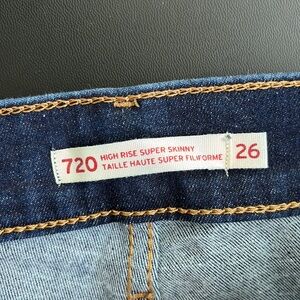 720 HIGH RISE SUPER SKINNY
TAILLE HAUTE SUPER FILIFORME
26